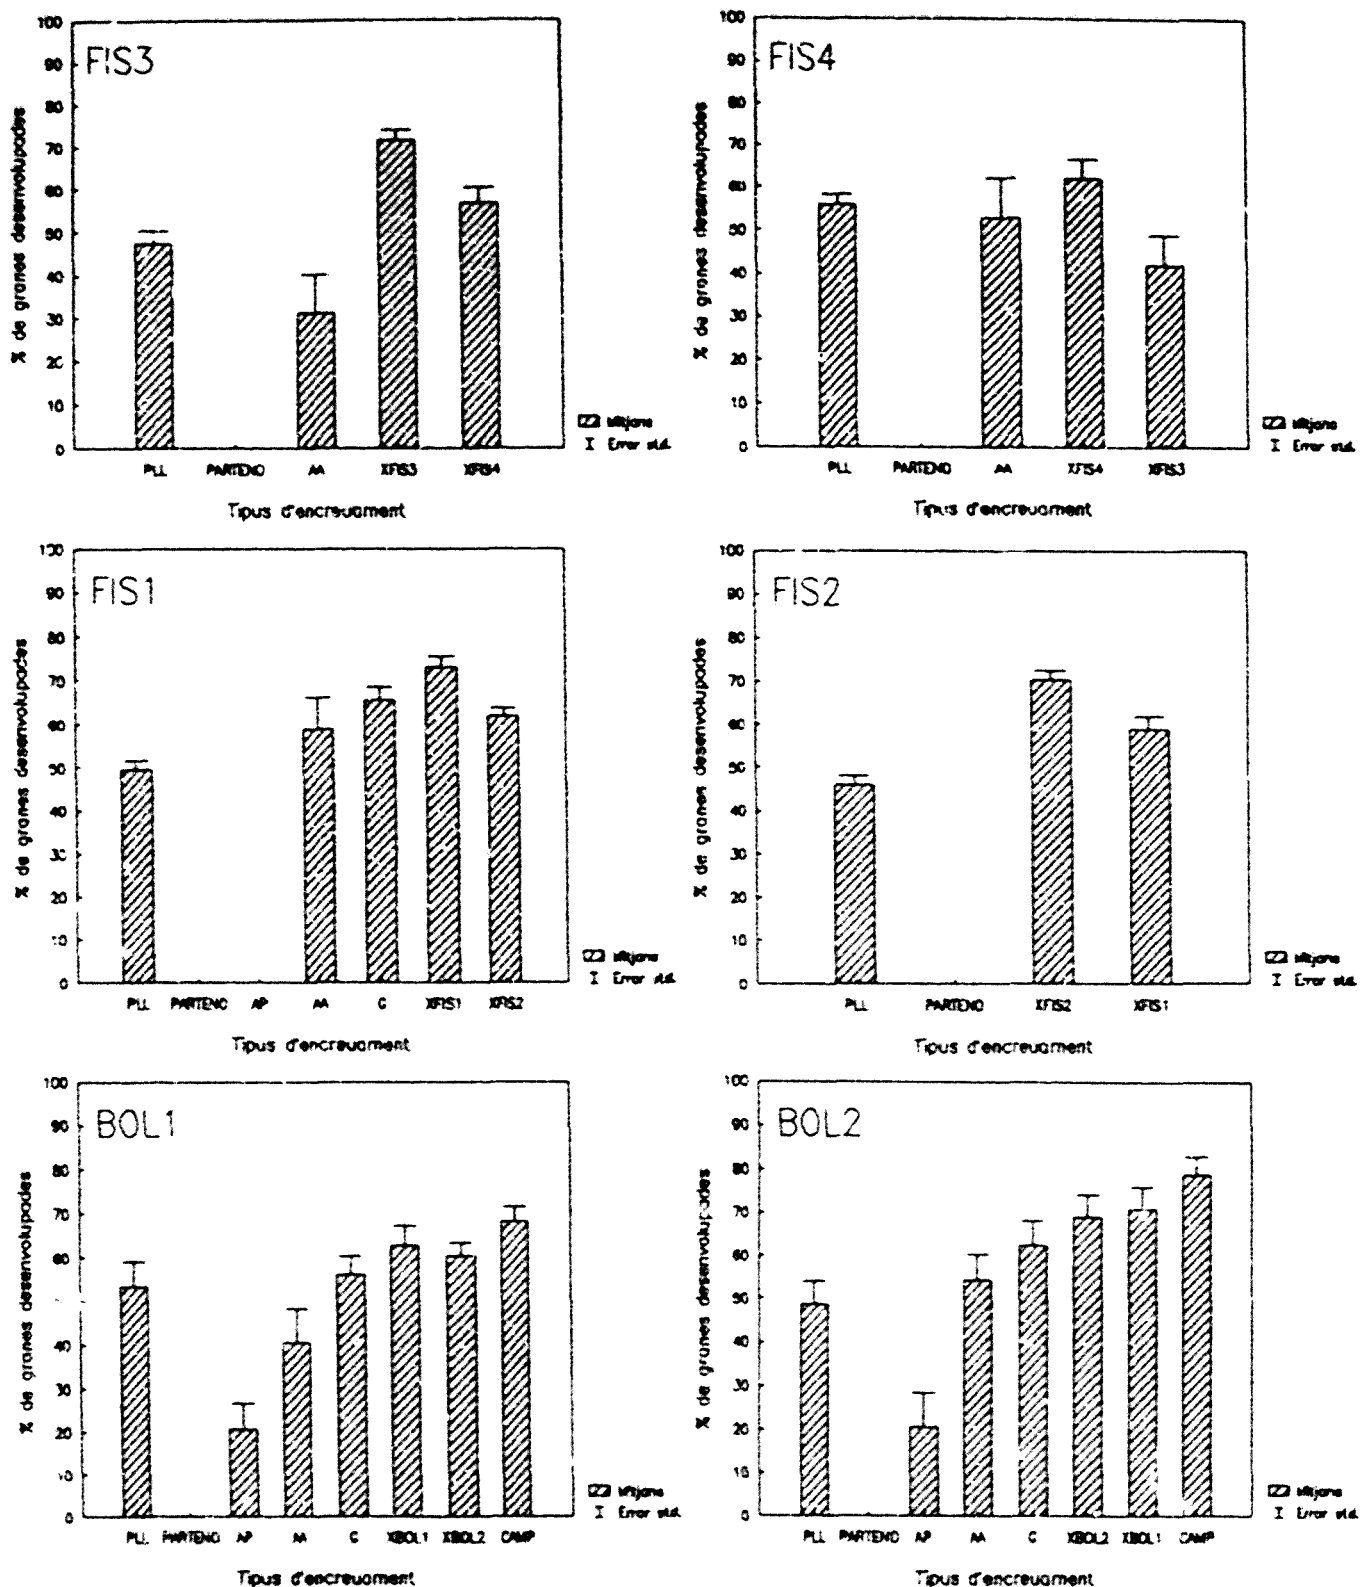 FIS3
% de granes desenvolupades
100
90
80
70
60
50
40
30
20
10
0
PLL PARTENO AA XFIS3 XFIS4
Tipus d'encreuament
Mitjana
Error std.
FIS4
% de granes desenvolupades
100
90
80
70
60
50
40
30
20
10
0
PLL PARTENO AA XFIS4 XFIS3
Tipus d'encreuament
Mitjana
Error std.
FIS1
% de granes desenvolupades
100
90
80
70
60
50
40
30
20
10
0
PLL PARTENO AP AA G XFIS1 XFIS2
Tipus d'encreuament
Mitjana
Error std.
FIS2
% de granes desenvolupades
100
90
80
70
60
50
40
30
20
10
0
PLL PARTENO XFIS2 XFIS1
Tipus d'encreuament
Mitjana
Error std.
BOL1
% de granes desenvolupades
100
90
80
70
60
40
30
20
10
0
PLL PARTENO AP AA G XBOL1 XBOL2 CAMP
Tipus d'encreuament
Mitjana
Error std.
BOL2
% de granes desenvolupades
100
90
80
70
60
50
40
30
20
10
0
PLL PARTENO AP AA G XBOL2 XBOL1 CAMP
Tipus d'encreuament
Mitjana
Error std.